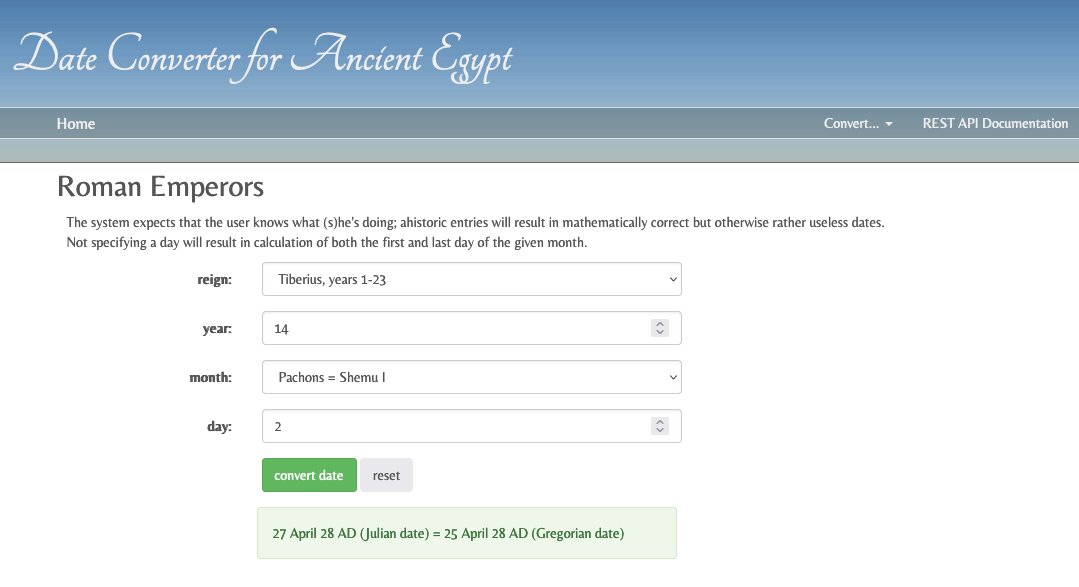 Date Converter for Ancient Egypt
Home Convert... REST API Documentation
Roman Emperors
The system expects that the user knows what (s)he's doing; ahistoric entries will result in mathematically correct but otherwise rather useless dates.
Not specifying a day will result in calculation of both the first and last day of the given month.
reign: Tiberius, years 1-23
year: 14
month: Pachons = Shemu I
day: 2
convert date reset
27 April 28 AD (Julian date) = 25 April 28 AD (Gregorian date)